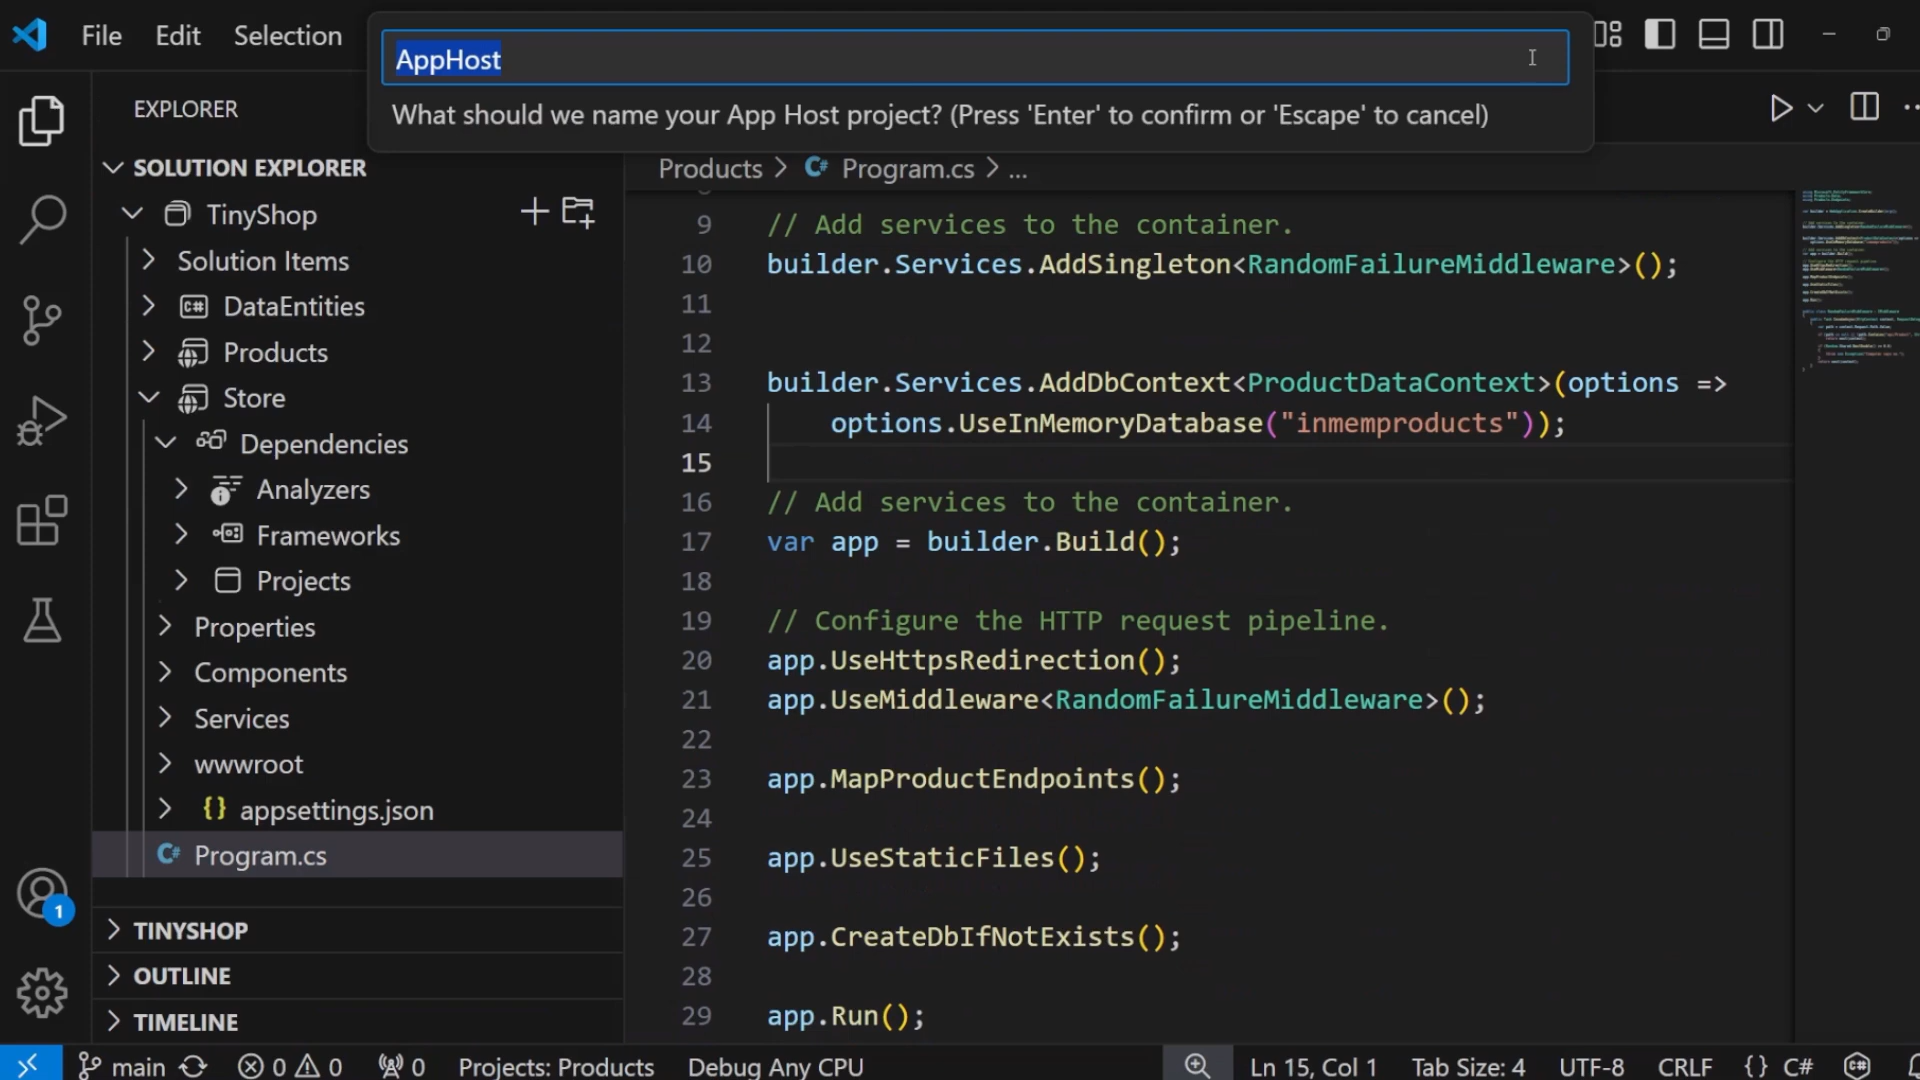 File Edit Selection
AppHost
What should we name your App Host project? (Press 'Enter' to confirm or 'Escape' to cancel)
EXPLORER
SOLUTION EXPLORER
TinyShop
Solution Items
DataEntities
Products
Store
Dependencies
Analyzers
Frameworks
Projects
Properties
Components
Services
wwwroot
{} appsettings.json
C# Program.cs
TINYSHOP
OUTLINE
TIMELINE
1
Products > C# Program.cs > ...
9 // Add services to the container.
10 builder.Services.AddSingleton<RandomFailureMiddleware>();
11
12
13 builder.Services.AddDbContext<ProductDataContext>(options =>
14 options.UseInMemoryDatabase("inmemproducts"));
15
16 // Add services to the container.
17 var app = builder.Build();
18
19 // Configure the HTTP request pipeline.
20 app.UseHttpsRedirection();
21 app.UseMiddleware<RandomFailureMiddleware>();
22
23 app.MapProductEndpoints();
24
25 app.UseStaticFiles();
26
27 app.CreateDbIfNotExists();
28
29 app.Run();
main 0 0 0 Projects: Products Debug Any CPU Ln 15, Col 1 Tab Size: 4 UTF-8 CRLF {} C#